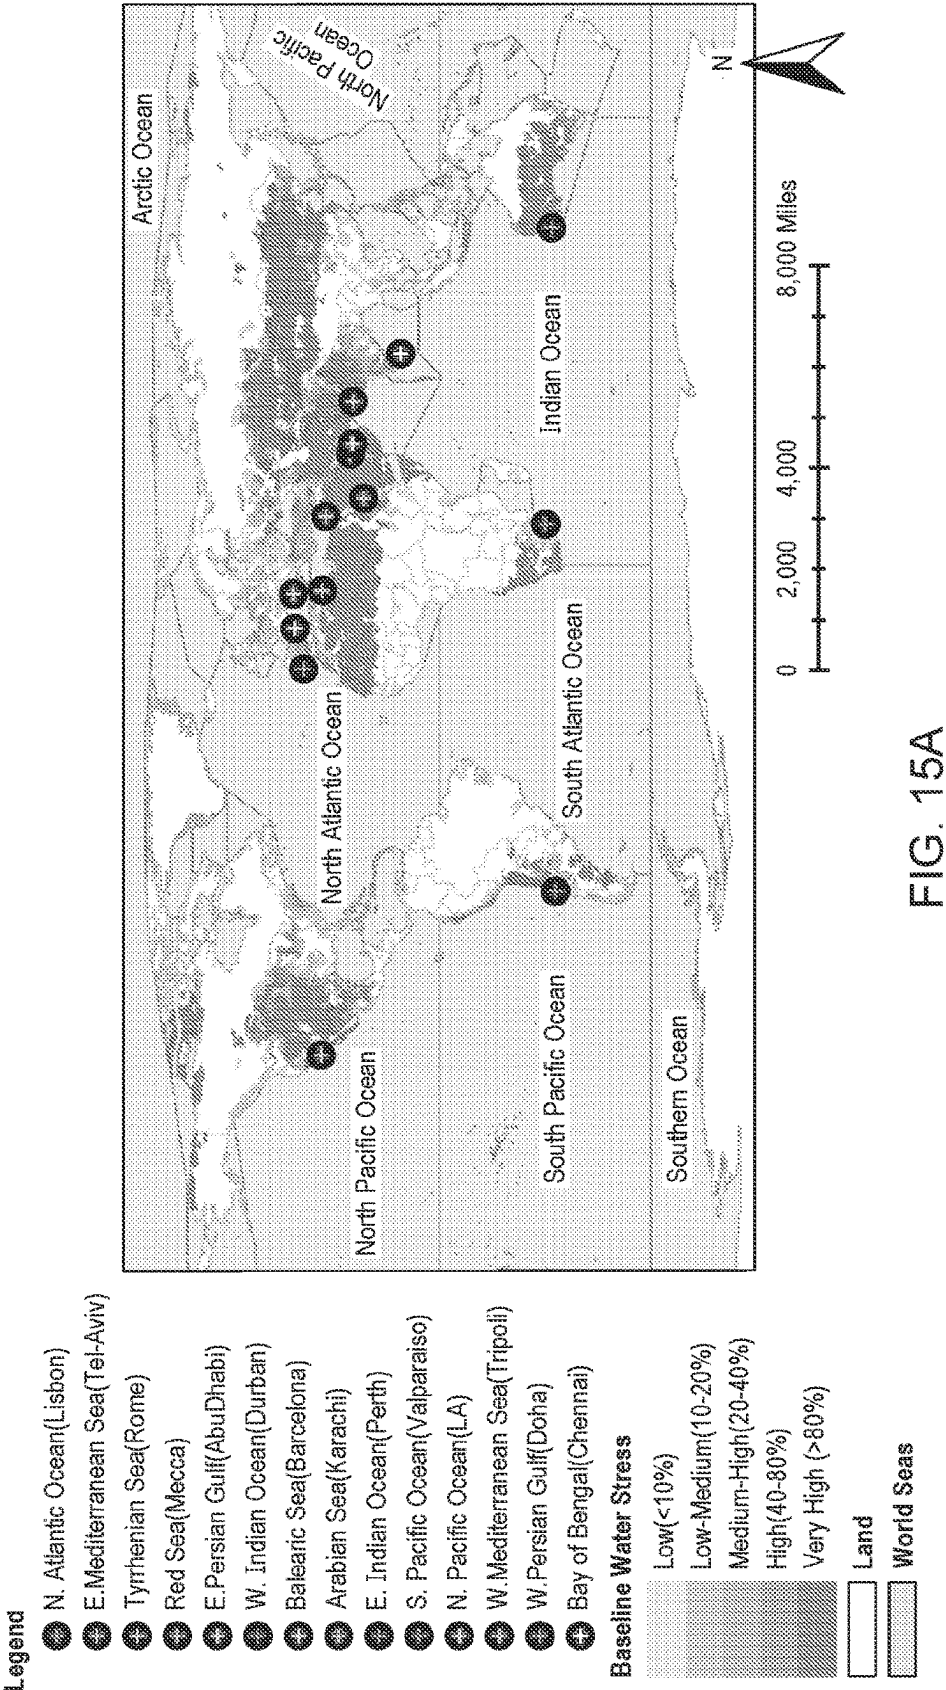 Legend
N. Atlantic Ocean(Lisbon)
E.Mediterranean Sea(Tel-Aviv)
Tyrrhenian Sea(Rome)
Red Sea(Mecca)
E.Persian Gulf(AbuDhabi)
W. Indian Ocean(Durban)
Balearic Sea(Barcelona)
Arabian Sea(Karachi)
E. Indian Ocean(Perth)
S. Pacific Ocean(Valparaiso)
N. Pacific Ocean(LA)
W.Mediterranean Sea(Tripoli)
W.Persian Gulf(Doha)
Bay of Bengal(Chennai)
Baseline Water Stress
Low(<10%)
Low-Medium(10-20%)
Medium-High(20-40%)
High(40-80%)
Very High (>80%)
Land
World Seas
Arctic Ocean
North Pacific
Ocean
North Atlantic Ocean
North Pacific Ocean
Indian Ocean
South Atlantic Ocean
South Pacific Ocean
Southern Ocean
N
0 2,000 4,000 8,000 Miles
FIG. 15A